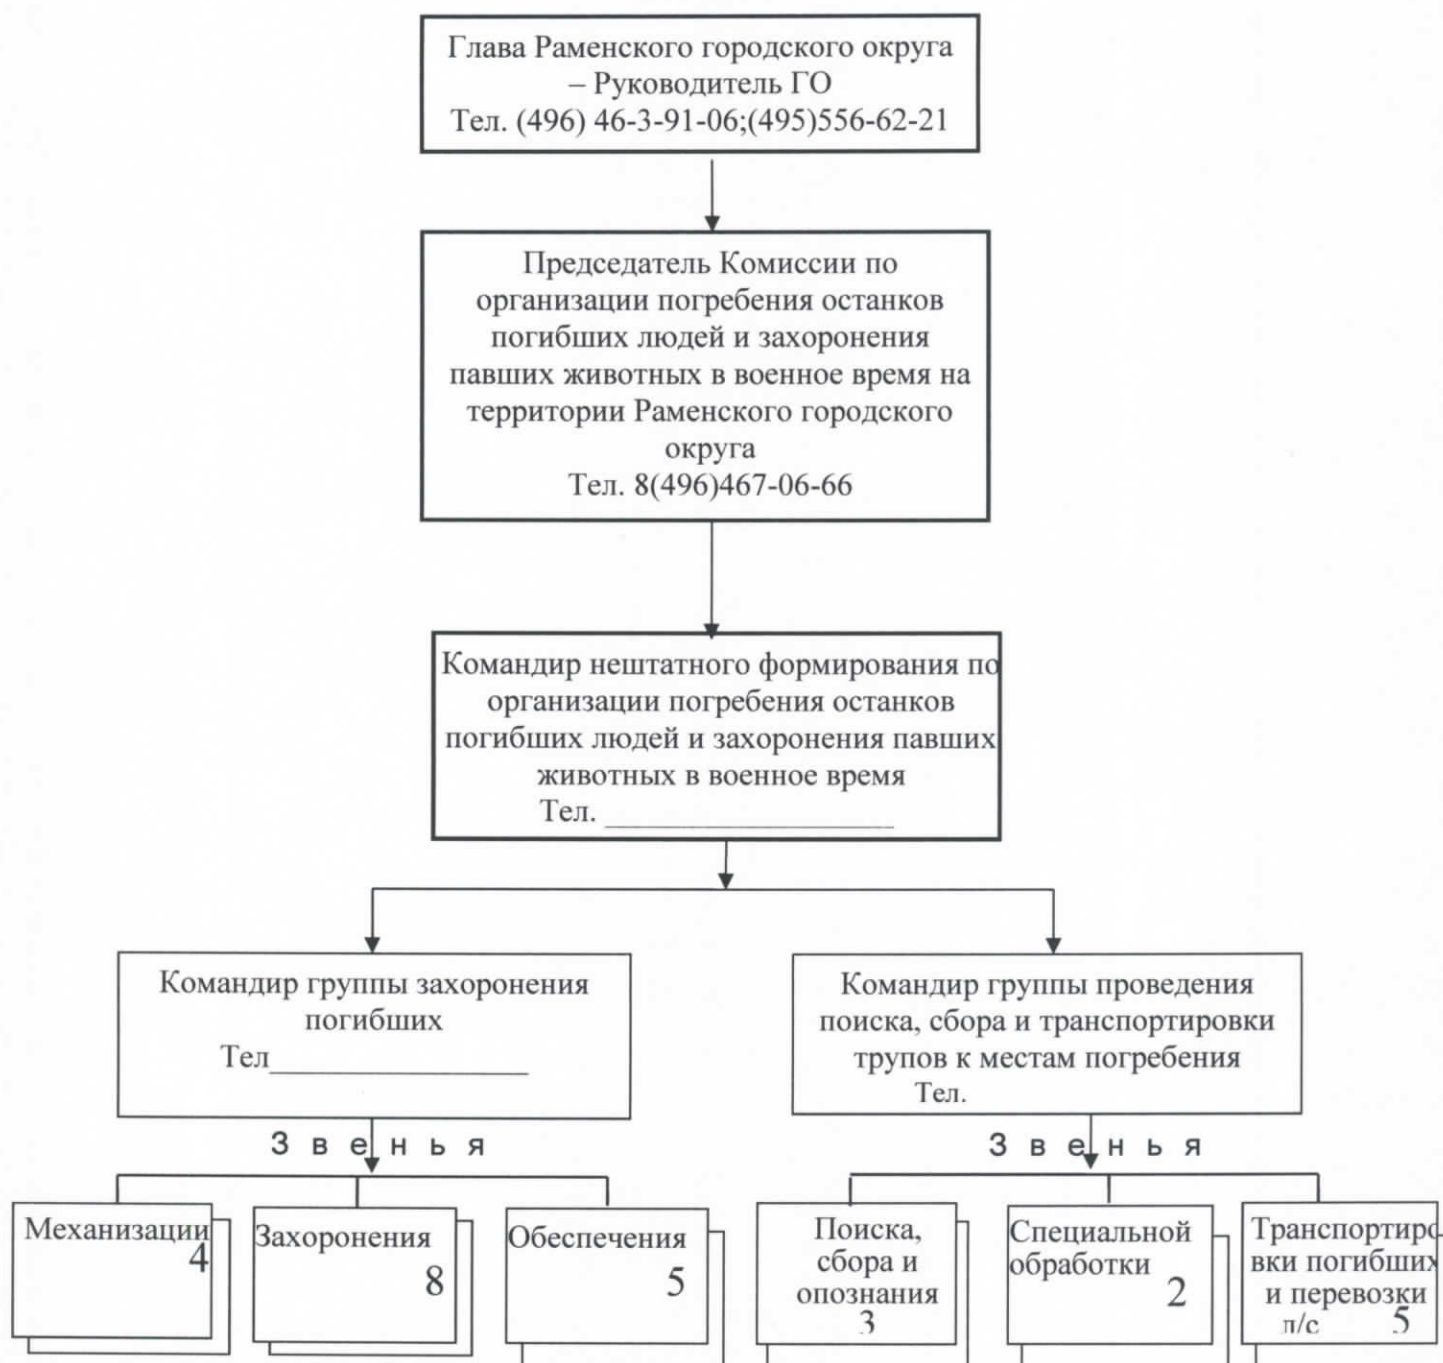 Глава Раменского городского округа
– Руководитель ГО
Тел. (496) 46-3-91-06;(495)556-62-21
Председатель Комиссии по
организации погребения останков
погибших людей и захоронения
павших животных в военное время на
территории Раменского городского
округа
Тел. 8(496)467-06-66
Командир нештатного формирования по
организации погребения останков
погибших людей и захоронения павших
животных в военное время
Тел. ___________________
Командир группы захоронения
погибших
Тел_________________
Командир группы проведения
поиска, сбора и транспортировки
трупов к местам погребения
Тел.
З в е н ь я
З в е н ь я
Механизации
4
Захоронения
8
Обеспечения
5
Поиска,
сбора и
опознания
3
Специальной
обработки
2
Транспортиро
вки погибших
и перевозки
л/с 5